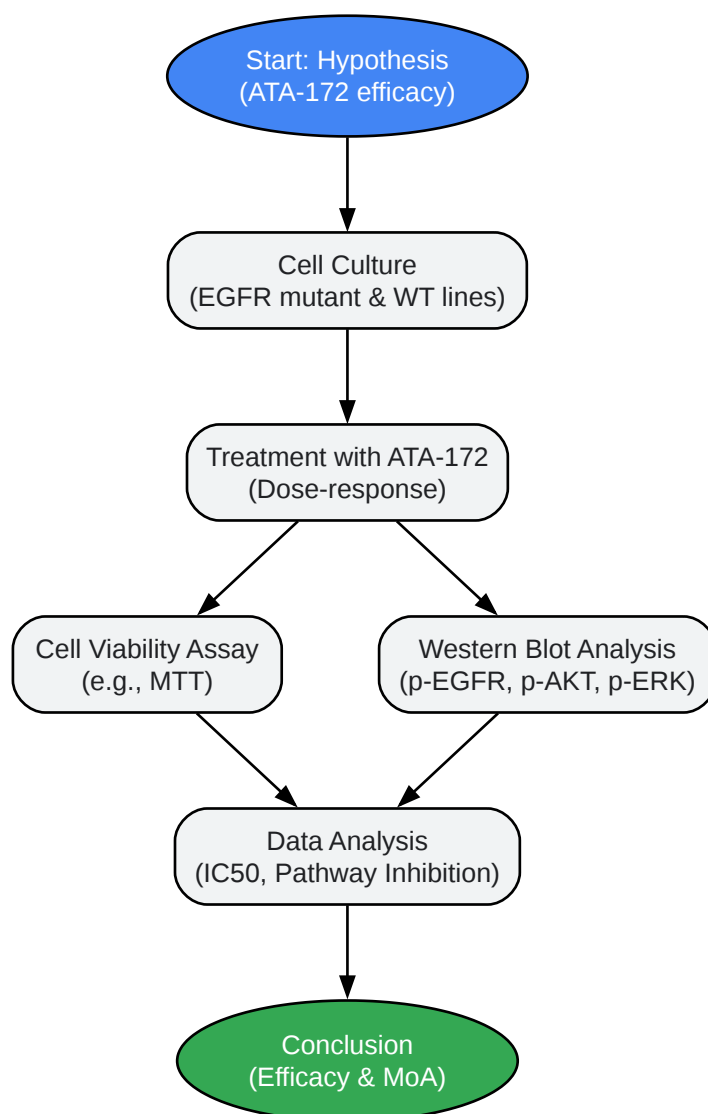 Start: Hypothesis
(ATA-172 efficacy)
Cell Culture
(EGFR mutant & WT lines)
Treatment with ATA-172
(Dose-response)
Cell Viability Assay
(e.g., MTT)
Western Blot Analysis
(p-EGFR, p-AKT, p-ERK)
Data Analysis
(IC50, Pathway Inhibition)
Conclusion
(Efficacy & MoA)